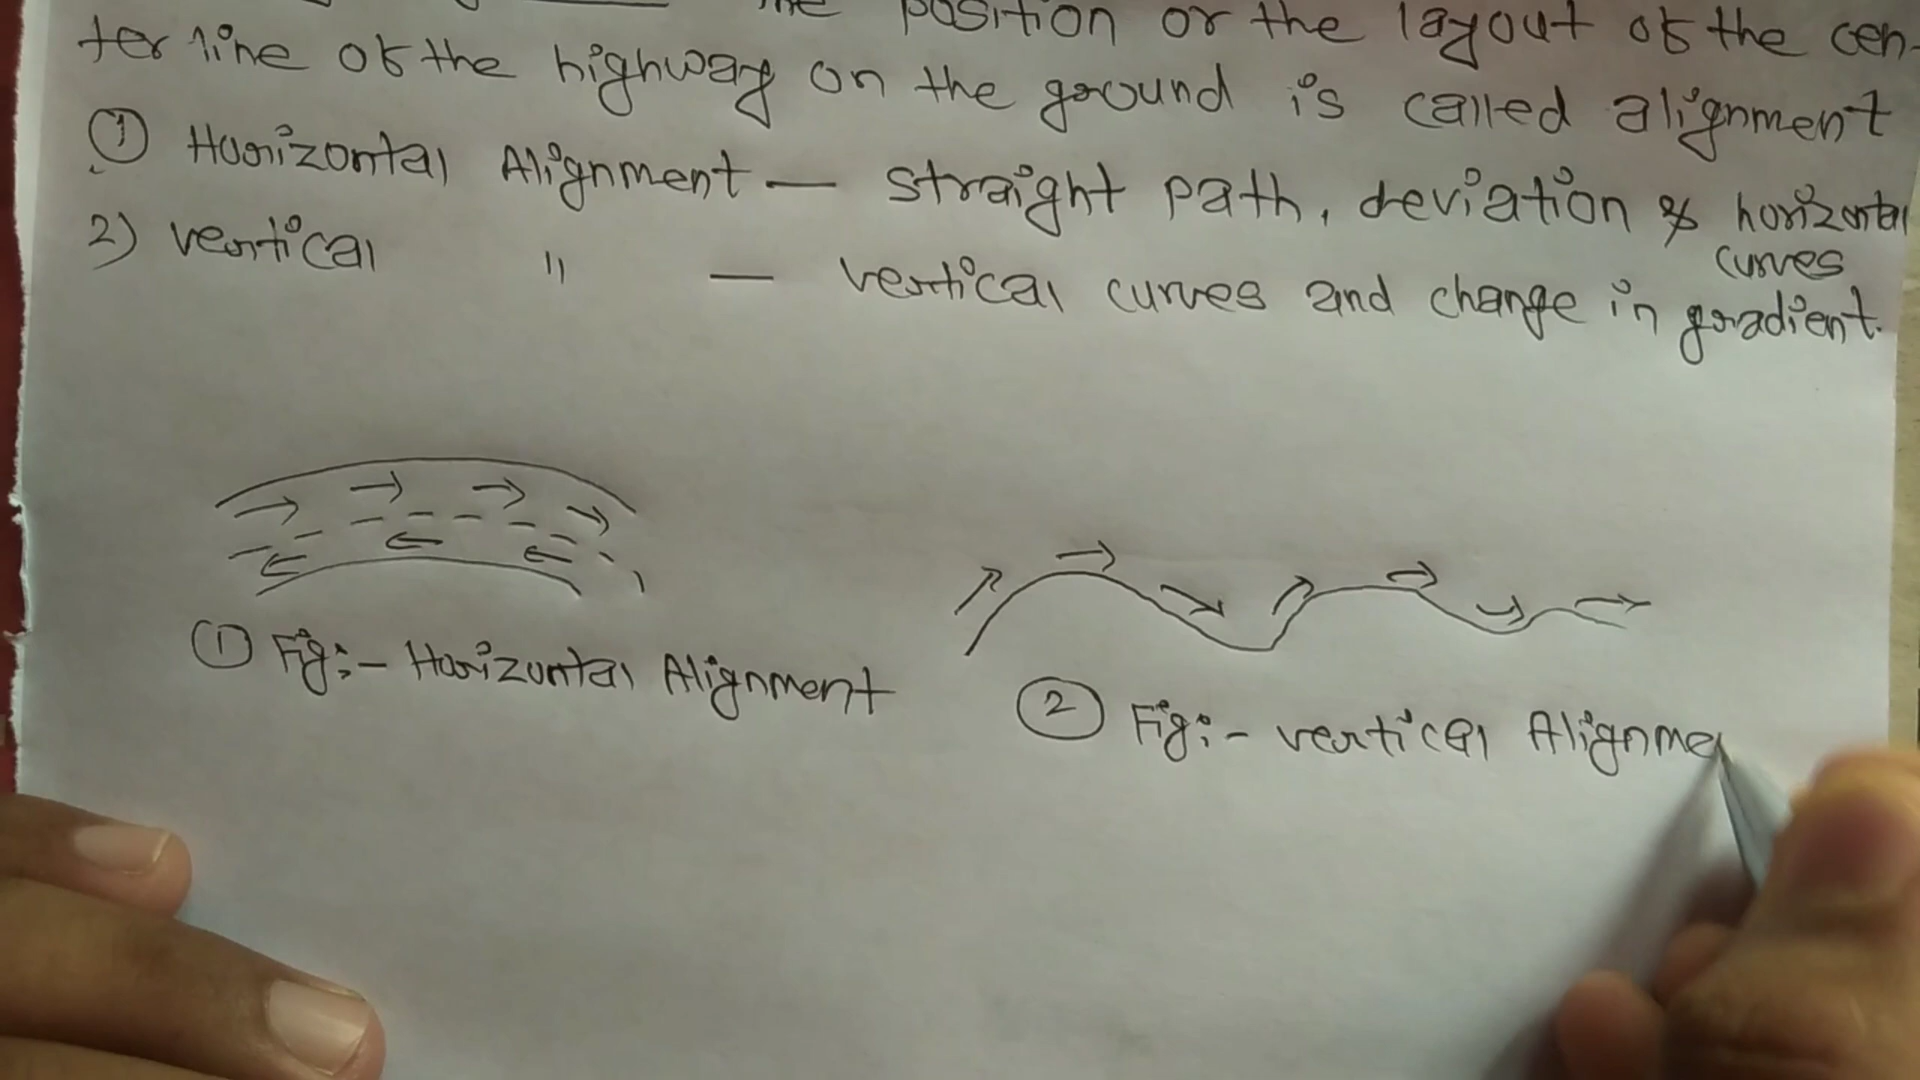 The position or the layout of the cen-
ter line of the highway on the ground is called alignment
① Horizontal Alignment — straight path, deviation & horizontal
curves
2) vertical " — vertical curves and change in gradient.
① Fig:- Horizontal Alignment
② Fig:- vertical Alignme